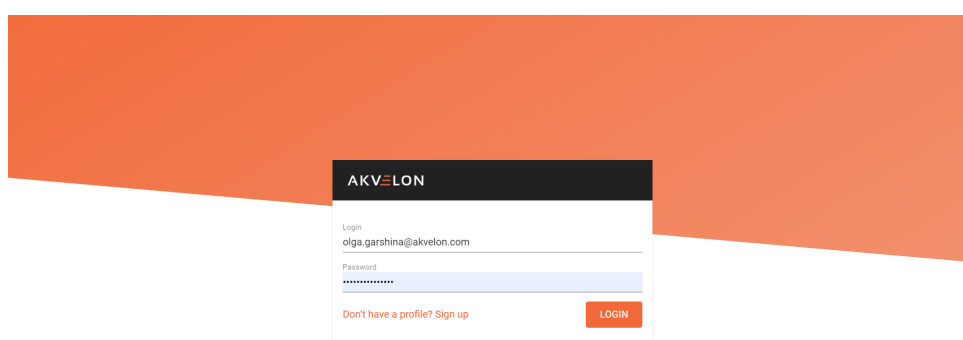 AKVELON
Login
olga.garshina@akvelon.com
Password
•••••••••••••••
Don't have a profile? Sign up
LOGIN